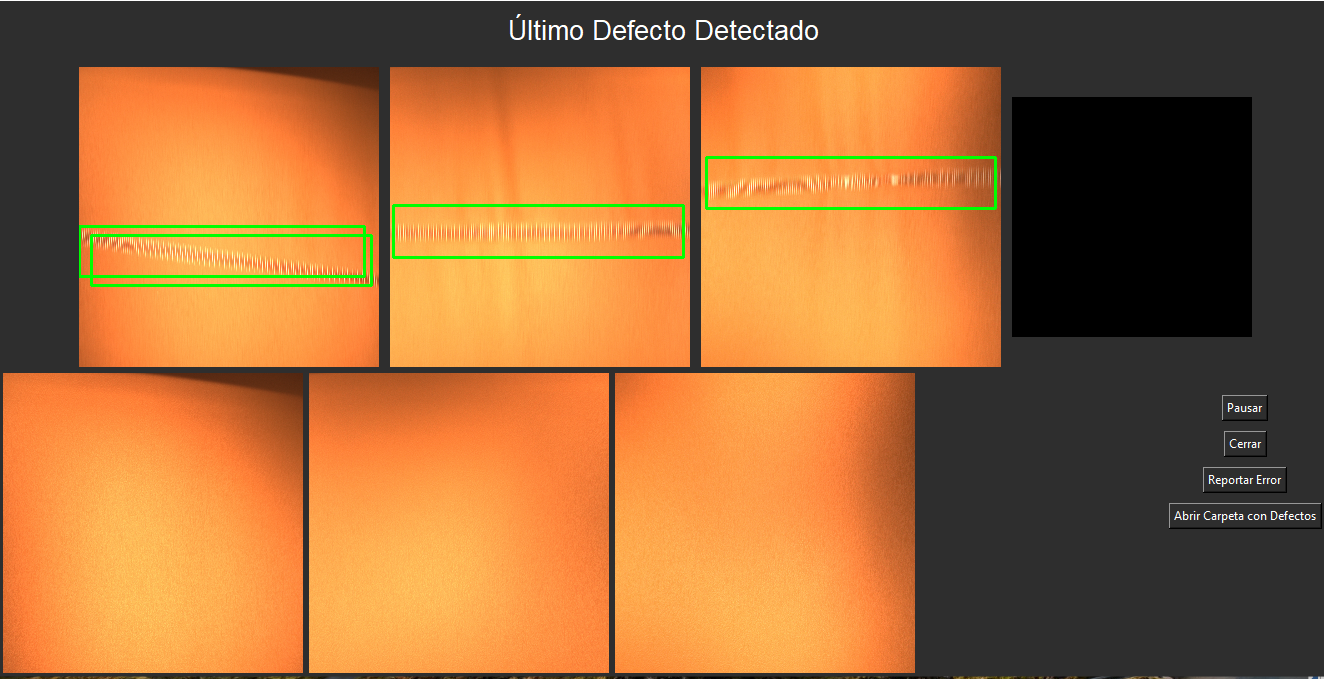 Último Defecto Detectado
Pausar
Cerrar
Reportar Error
Abrir Carpeta con Defectos